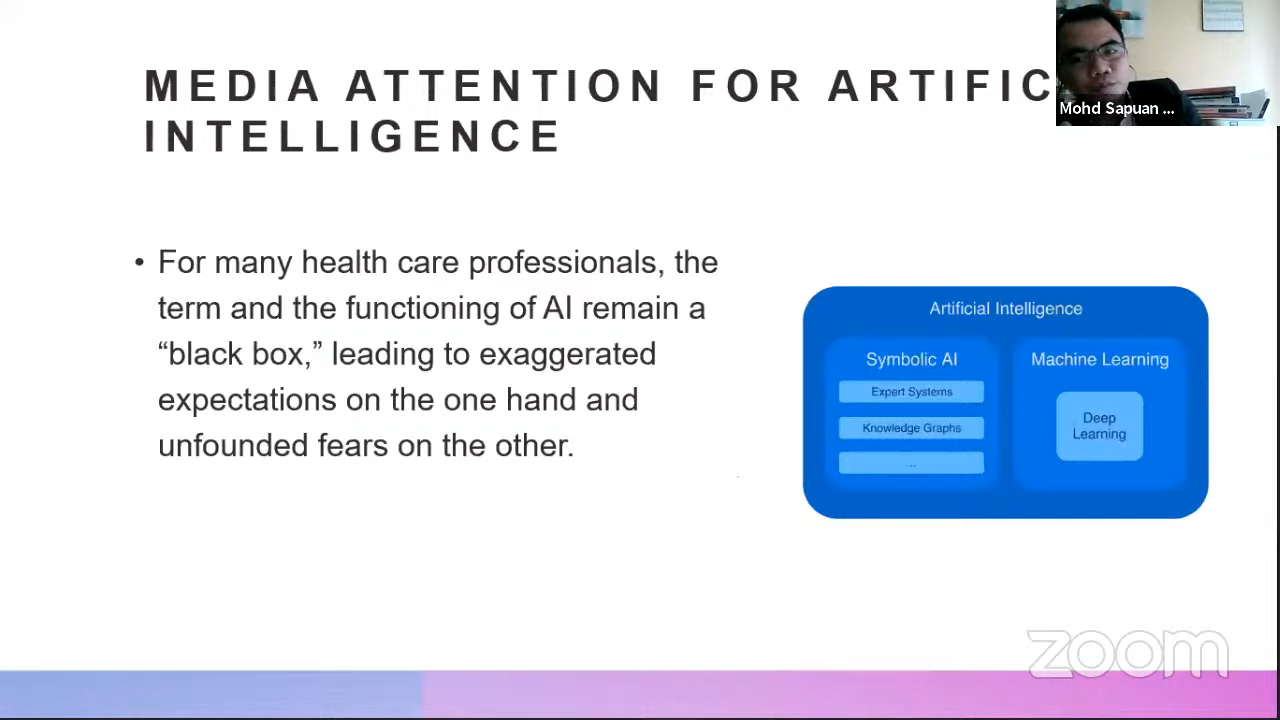 MEDIA ATTENTION FOR ARTIFIC
INTELLIGENCE
Mohd Sapuan ...
• For many health care professionals, the
term and the functioning of AI remain a
“black box,” leading to exaggerated
expectations on the one hand and
unfounded fears on the other.
Artificial Intelligence
Symbolic AI
Expert Systems
Knowledge Graphs
...
Machine Learning
Deep
Learning
zoom